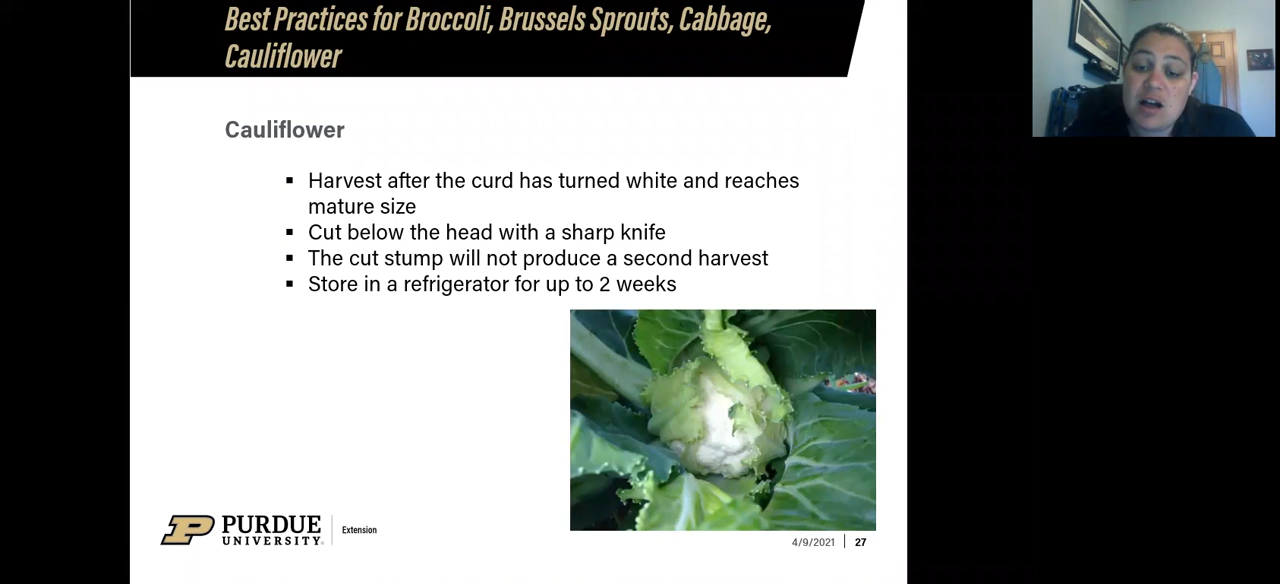 Best Practices for Broccoli, Brussels Sprouts, Cabbage,
Cauliflower
Cauliflower
▪ Harvest after the curd has turned white and reaches
mature size
▪ Cut below the head with a sharp knife
▪ The cut stump will not produce a second harvest
▪ Store in a refrigerator for up to 2 weeks
P PURDUE
UNIVERSITY®
Extension
4/9/2021 27